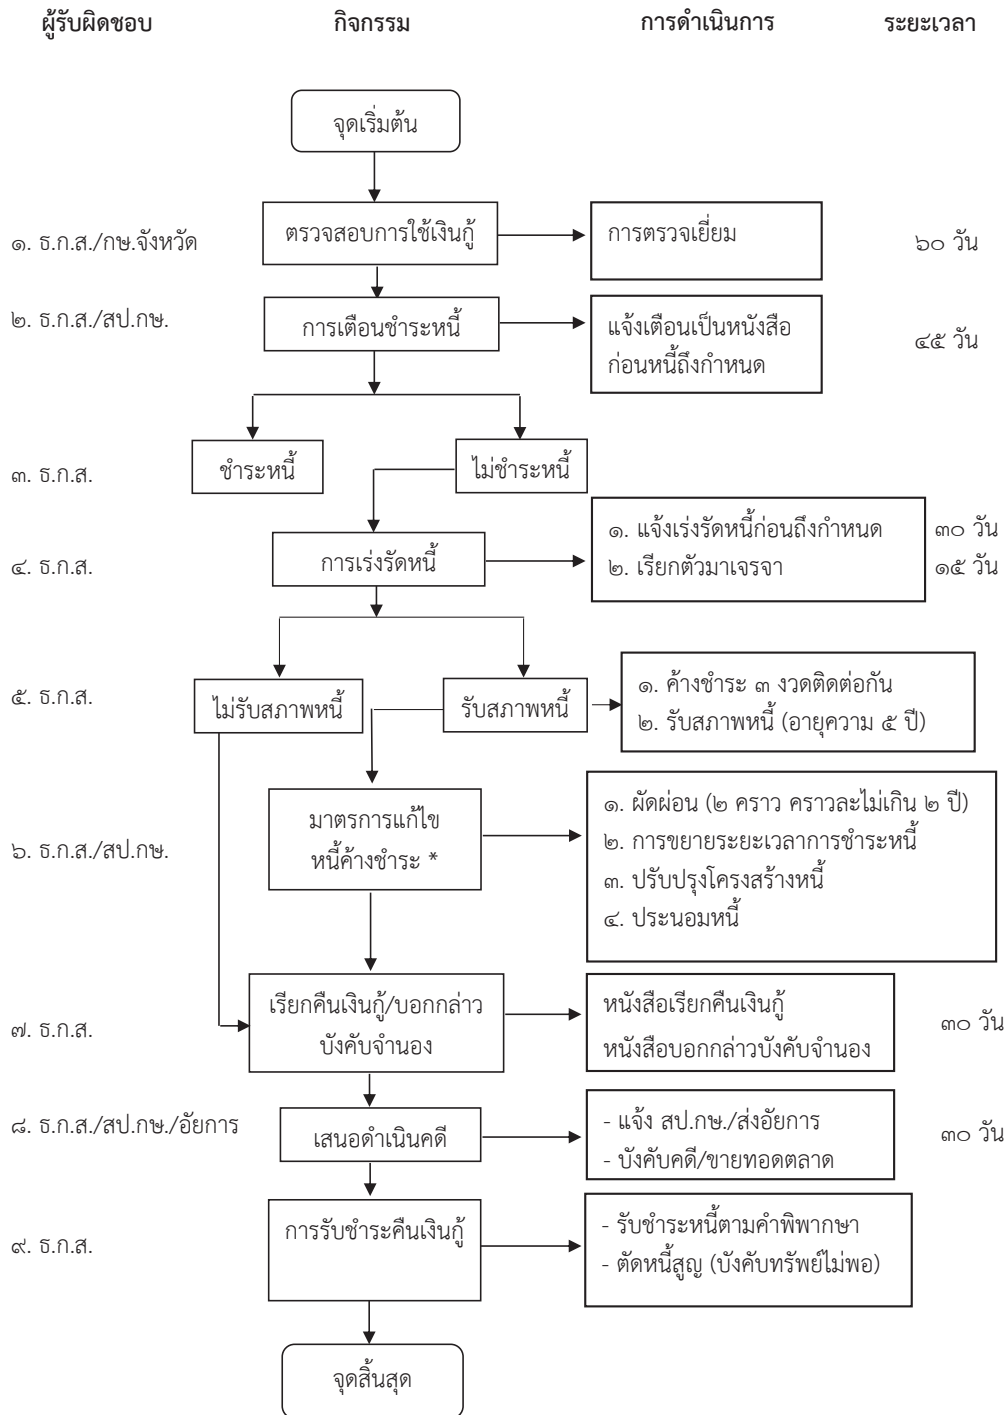 ผู้รับผิดชอบ กิจกรรม การดำเนินการ ระยะเวลา
จุดเริ่มต้น
๑. ธ.ก.ส./กษ.จังหวัด ตรวจสอบการใช้เงินกู้ การตรวจเยี่ยม ๖๐ วัน
๒. ธ.ก.ส./สป.กษ. การเตือนชำระหนี้ แจ้งเตือนเป็นหนังสือ
ก่อนหนี้ถึงกำหนด ๔๕ วัน
๓. ธ.ก.ส. ชำระหนี้ ไม่ชำระหนี้
๔. ธ.ก.ส. การเร่งรัดหนี้ ๑. แจ้งเร่งรัดหนี้ก่อนถึงกำหนด ๓๐ วัน
๒. เรียกตัวมาเจรจา ๑๕ วัน
๕. ธ.ก.ส. ไม่รับสภาพหนี้ รับสภาพหนี้ ๑. ค้างชำระ ๓ งวดติดต่อกัน
๒. รับสภาพหนี้ (อายุความ ๕ ปี)
๖. ธ.ก.ส./สป.กษ. มาตรการแก้ไข
หนี้ค้างชำระ *
๑. ผัดผ่อน (๒ คราว คราวละไม่เกิน ๒ ปี)
๒. การขยายระยะเวลาการชำระหนี้
๓. ปรับปรุงโครงสร้างหนี้
๔. ประนอมหนี้
๗. ธ.ก.ส. เรียกคืนเงินกู้/บอกกล่าว
บังคับจำนอง
หนังสือเรียกคืนเงินกู้
หนังสือบอกกล่าวบังคับจำนอง ๓๐ วัน
๘. ธ.ก.ส./สป.กษ./อัยการ เสนอดำเนินคดี - แจ้ง สป.กษ./ส่งอัยการ ๓๐ วัน
- บังคับคดี/ขายทอดตลาด
๙. ธ.ก.ส. การรับชำระคืนเงินกู้ - รับชำระหนี้ตามคำพิพากษา
- ตัดหนี้สูญ (บังคับทรัพย์ไม่พอ)
จุดสิ้นสุด